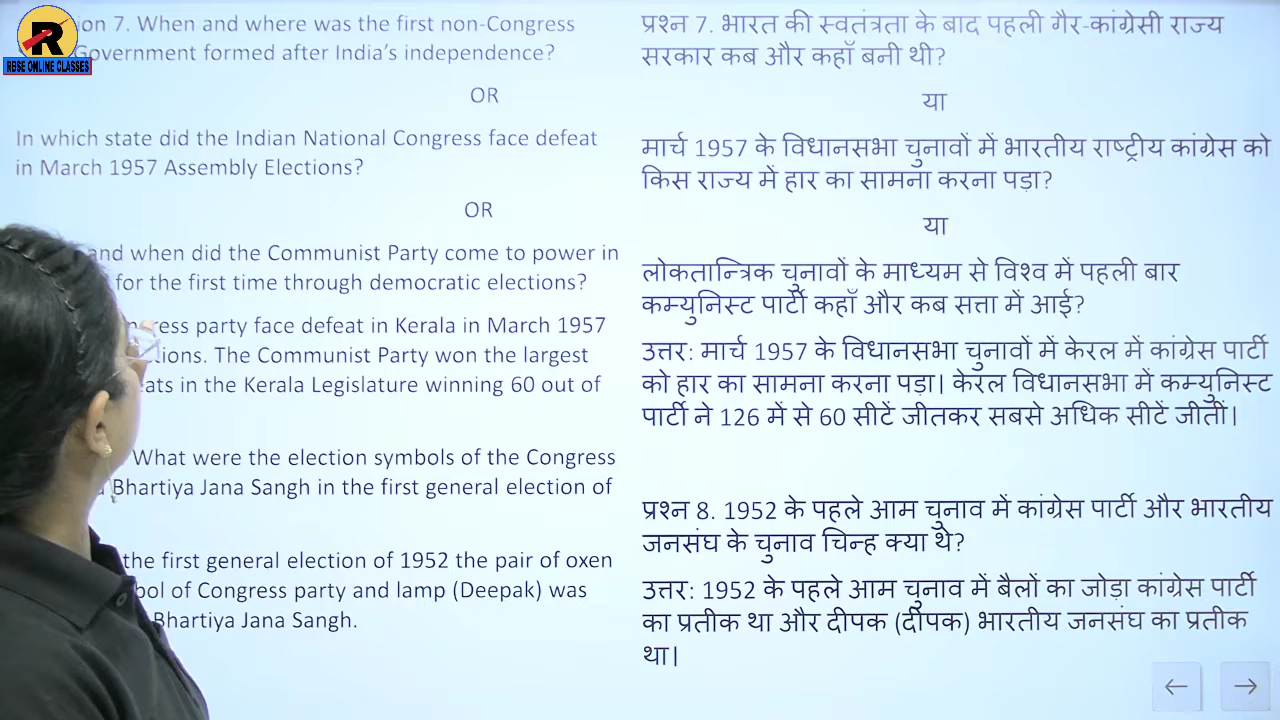 R
RESE ONLINE CLASSES
on 7. When and where was the first non-Congress
Government formed after India's independence?
OR
In which state did the Indian National Congress face defeat
in March 1957 Assembly Elections?
OR
and when did the Communist Party come to power in
for the first time through democratic elections?
ress party face defeat in Kerala in March 1957
tions. The Communist Party won the largest
ats in the Kerala Legislature winning 60 out of
What were the election symbols of the Congress
Bhartiya Jana Sangh in the first general election of
the first general election of 1952 the pair of oxen
bol of Congress party and lamp (Deepak) was
Bhartiya Jana Sangh.
प्रश्न 7. भारत की स्वतंत्रता के बाद पहली गैर-कांग्रेसी राज्य
सरकार कब और कहाँ बनी थी?
या
मार्च 1957 के विधानसभा चुनावों में भारतीय राष्ट्रीय कांग्रेस को
किस राज्य में हार का सामना करना पड़ा?
या
लोकतान्त्रिक चुनावों के माध्यम से विश्व में पहली बार
कम्युनिस्ट पार्टी कहाँ और कब सत्ता में आई?
उत्तर: मार्च 1957 के विधानसभा चुनावों में केरल में कांग्रेस पार्टी
को हार का सामना करना पड़ा। केरल विधानसभा में कम्युनिस्ट
पार्टी ने 126 में से 60 सीटें जीतकर सबसे अधिक सीटें जीतीं।
प्रश्न 8. 1952 के पहले आम चुनाव में कांग्रेस पार्टी और भारतीय
जनसंघ के चुनाव चिन्ह क्या थे?
उत्तर: 1952 के पहले आम चुनाव में बैलों का जोड़ा कांग्रेस पार्टी
का प्रतीक था और दीपक (दीपक) भारतीय जनसंघ का प्रतीक
था।